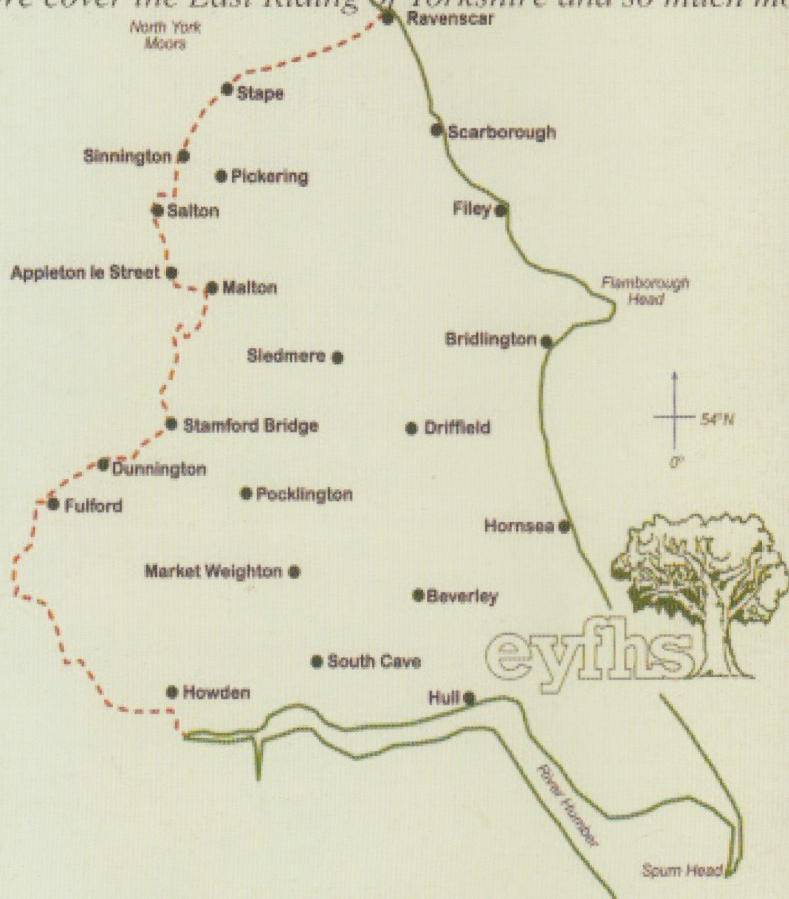 cover the East Riding of Yorkshire and so much
North York
Moors
Ravenscar
Stape
Scarborough
Sinnington
Pickering
Salton
Filey
Appleton le Street
Malton
Flamborough
Head
Sledmere
Bridlington
Stamford Bridge
Driffield
54°N
0°
Dunnington
Pocklington
Fulford
Hornsea
Market Weighton
Beverley
eyfhs
South Cave
Howden
Hull
River Humber
Spurn Head